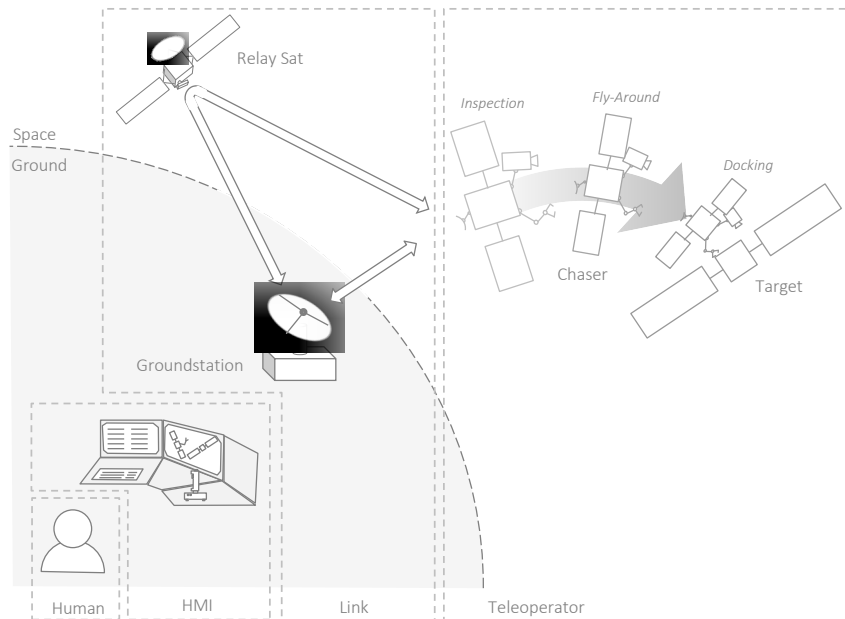 Relay Sat
Inspection
Fly-Around
Space
Ground
Docking
Chaser
Target
Groundstation
Human
HMI
Link
Teleoperator